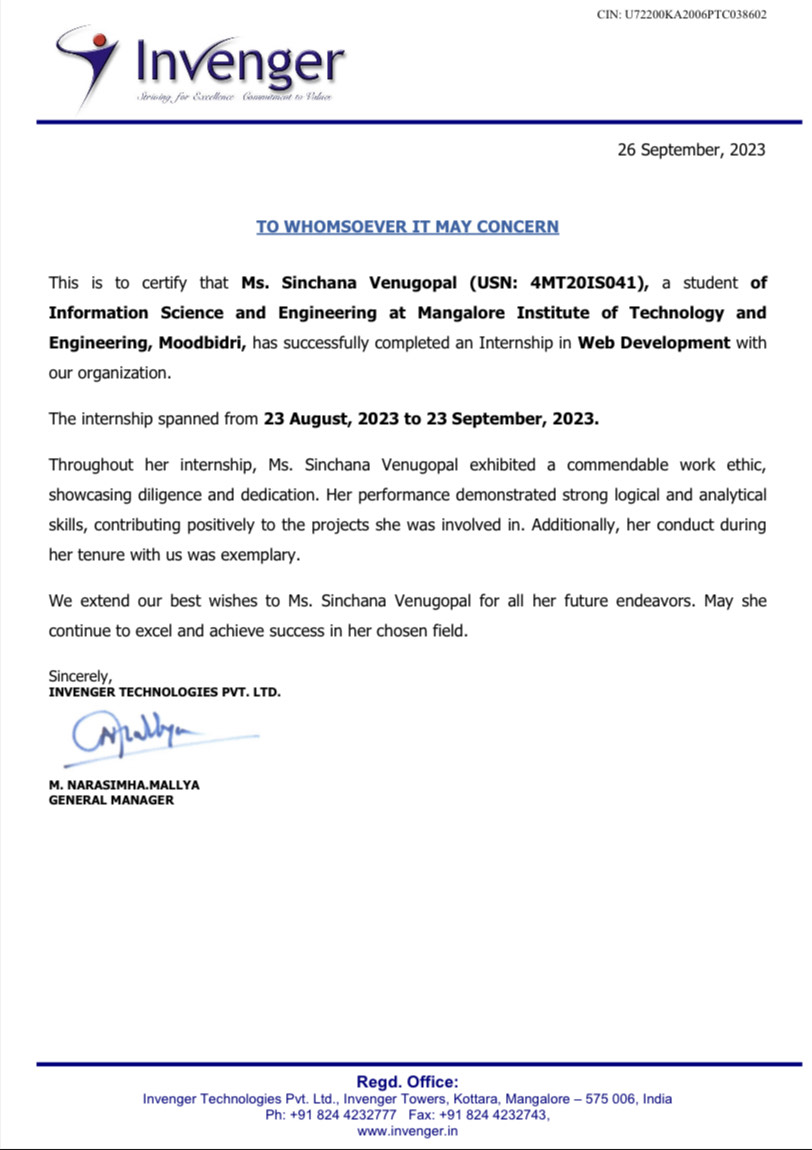 CIN: U72200KA2006PTC038602
Invenger
Striving for Excellence. Commitment to Values
26 September, 2023
TO WHOMSOEVER IT MAY CONCERN
This is to certify that Ms. Sinchana Venugopal (USN: 4MT20IS041), a student of
Information Science and Engineering at Mangalore Institute of Technology and
Engineering, Moodbidri, has successfully completed an Internship in Web Development with
our organization.
The internship spanned from 23 August, 2023 to 23 September, 2023.
Throughout her internship, Ms. Sinchana Venugopal exhibited a commendable work ethic,
showcasing diligence and dedication. Her performance demonstrated strong logical and analytical
skills, contributing positively to the projects she was involved in. Additionally, her conduct during
her tenure with us was exemplary.
We extend our best wishes to Ms. Sinchana Venugopal for all her future endeavors. May she
continue to excel and achieve success in her chosen field.
Sincerely,
INVENGER TECHNOLOGIES PVT. LTD.
M. NARASIMHA.MALLYA
GENERAL MANAGER
Regd. Office:
Invenger Technologies Pvt. Ltd., Invenger Towers, Kottara, Mangalore – 575 006, India
Ph: +91 824 4232777 Fax: +91 824 4232743,
www.invenger.in